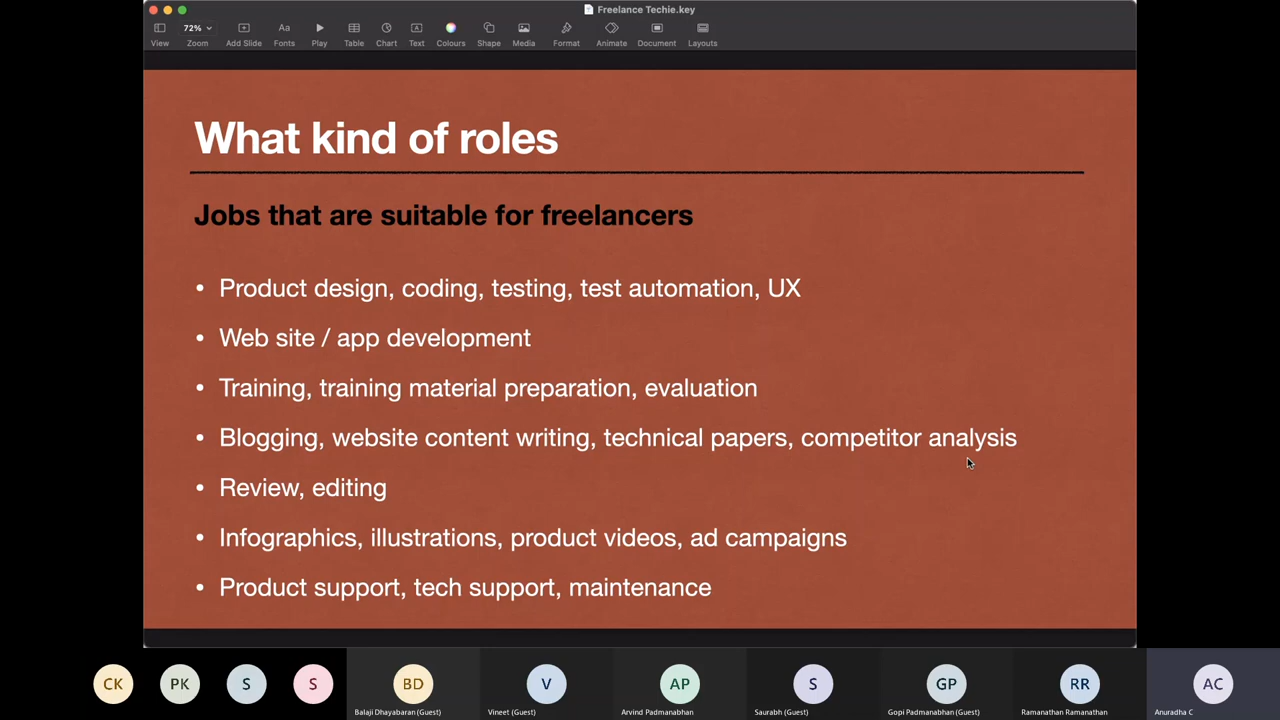 Freelance Techie.key
72%
View Zoom Add Slide Fonts Play Table Chart Text Colours Shape Media Format Animate Document Layouts
What kind of roles
Jobs that are suitable for freelancers
• Product design, coding, testing, test automation, UX
• Web site / app development
• Training, training material preparation, evaluation
• Blogging, website content writing, technical papers, competitor analysis
• Review, editing
• Infographics, illustrations, product videos, ad campaigns
• Product support, tech support, maintenance
CK PK S S BD V AP S GP RR AC
Balaji Dhayabaran (Guest) Vineet (Guest) Arvind Padmanabhan Saurabh (Guest) Gopi Padmanabhan (Guest) Ramanathan Ramanathan Anuradha C